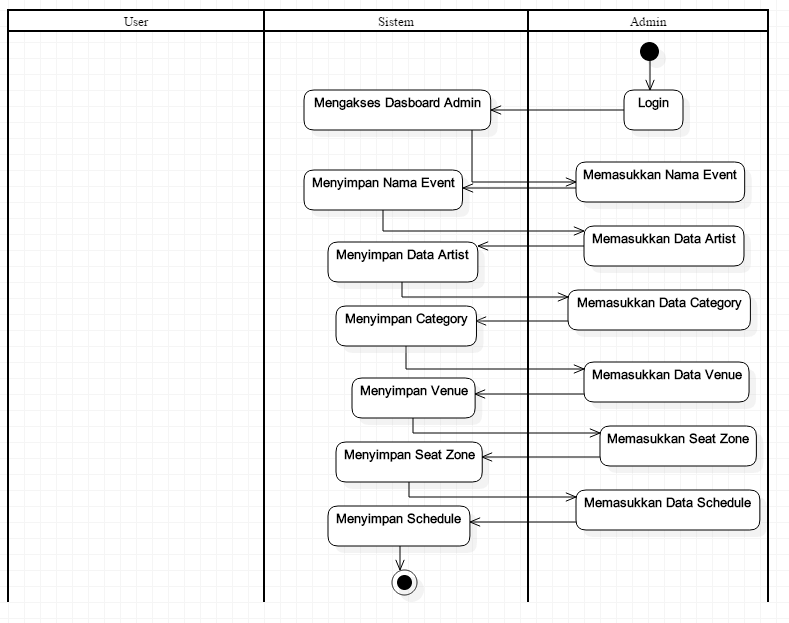 User
Sistem
Admin
Login
Mengakses Dasboard Admin
Memasukkan Nama Event
Menyimpan Nama Event
Memasukkan Data Artist
Menyimpan Data Artist
Memasukkan Data Category
Menyimpan Category
Memasukkan Data Venue
Menyimpan Venue
Memasukkan Seat Zone
Menyimpan Seat Zone
Memasukkan Data Schedule
Menyimpan Schedule